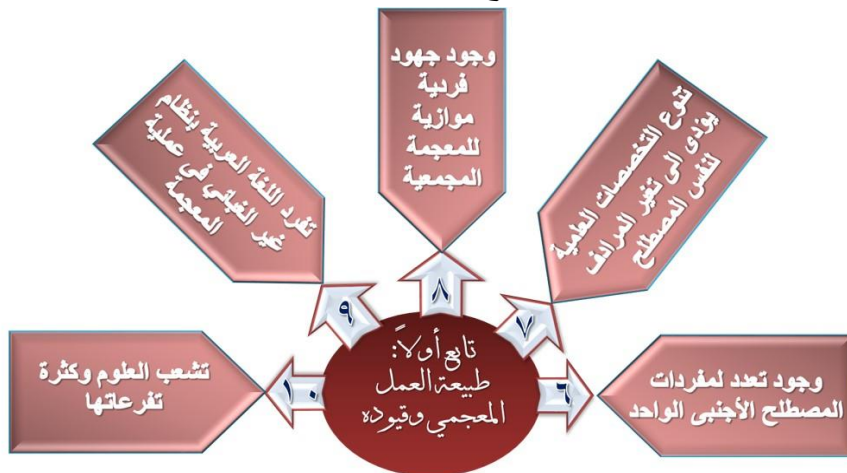 تابع أولاً:
طبيعة العمل
المعجمي وقيوده
٦
وجود تعدد لمفردات
المصطلح الأجنبى الواحد
٧
تنوع التخصصات العلمية
يؤدى الى تغير المرادف
لنفس المصطلح
٨
وجود جهود
فردية
موازية
للمعجمة
المجمعية
٩
تفرد اللغة العربية بنظام
غير الغبائي فى عملية
المعجمة
١٠
تشعب العلوم وكثرة
تفرعاتها